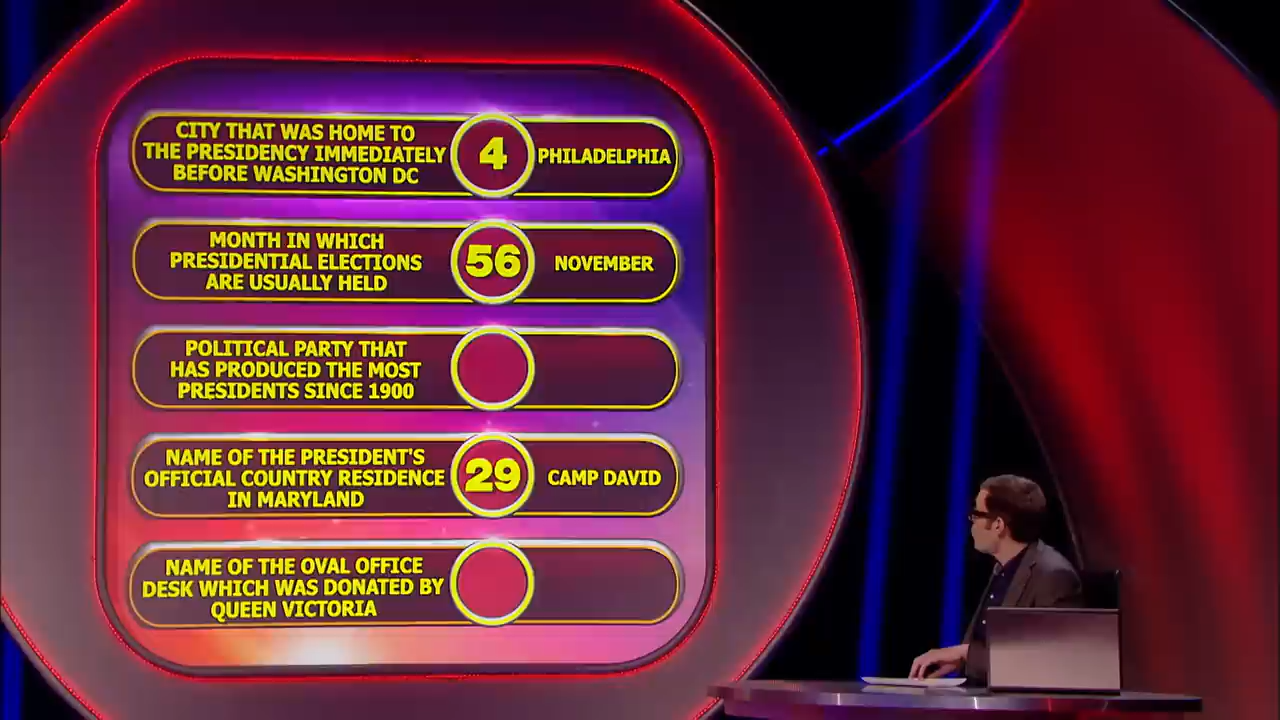 CITY THAT WAS HOME TO
THE PRESIDENCY IMMEDIATELY
BEFORE WASHINGTON DC
4
PHILADELPHIA
MONTH IN WHICH
PRESIDENTIAL ELECTIONS
ARE USUALLY HELD
56
NOVEMBER
POLITICAL PARTY THAT
HAS PRODUCED THE MOST
PRESIDENTS SINCE 1900
NAME OF THE PRESIDENT'S
OFFICIAL COUNTRY RESIDENCE
IN MARYLAND
29
CAMP DAVID
NAME OF THE OVAL OFFICE
DESK WHICH WAS DONATED BY
QUEEN VICTORIA